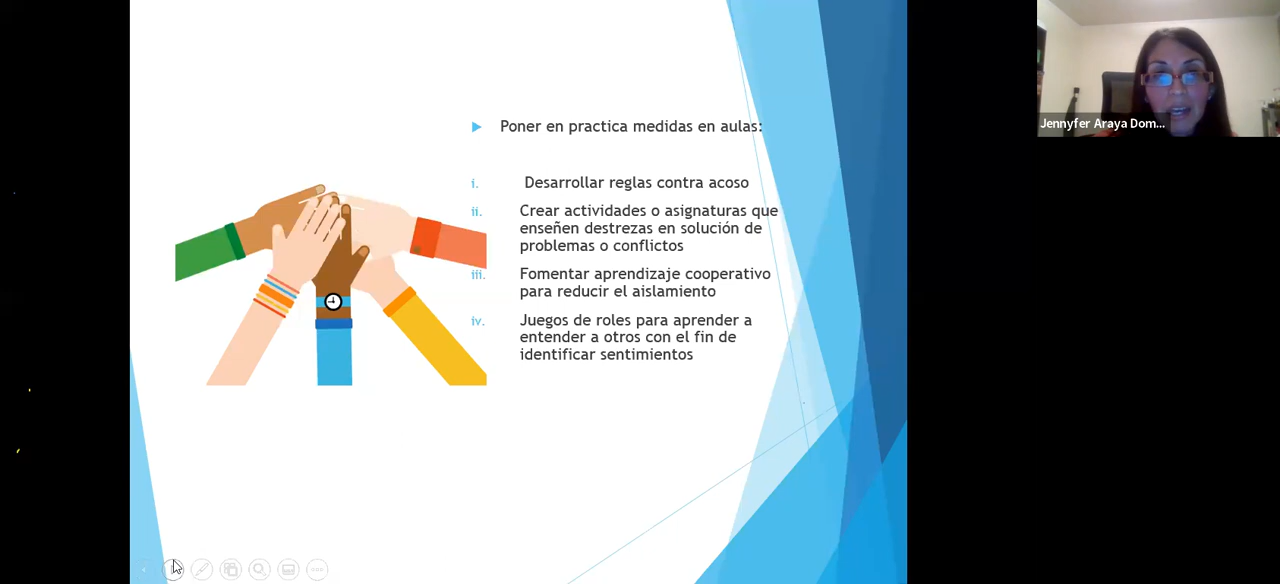 Poner en practica medidas en aulas:
i. Desarrollar reglas contra acoso
ii. Crear actividades o asignaturas que
enseñen destrezas en solución de
problemas o conflictos
iii. Fomentar aprendizaje cooperativo
para reducir el aislamiento
iv. Juegos de roles para aprender a
entender a otros con el fin de
identificar sentimientos
Jennyfer Araya Dom...